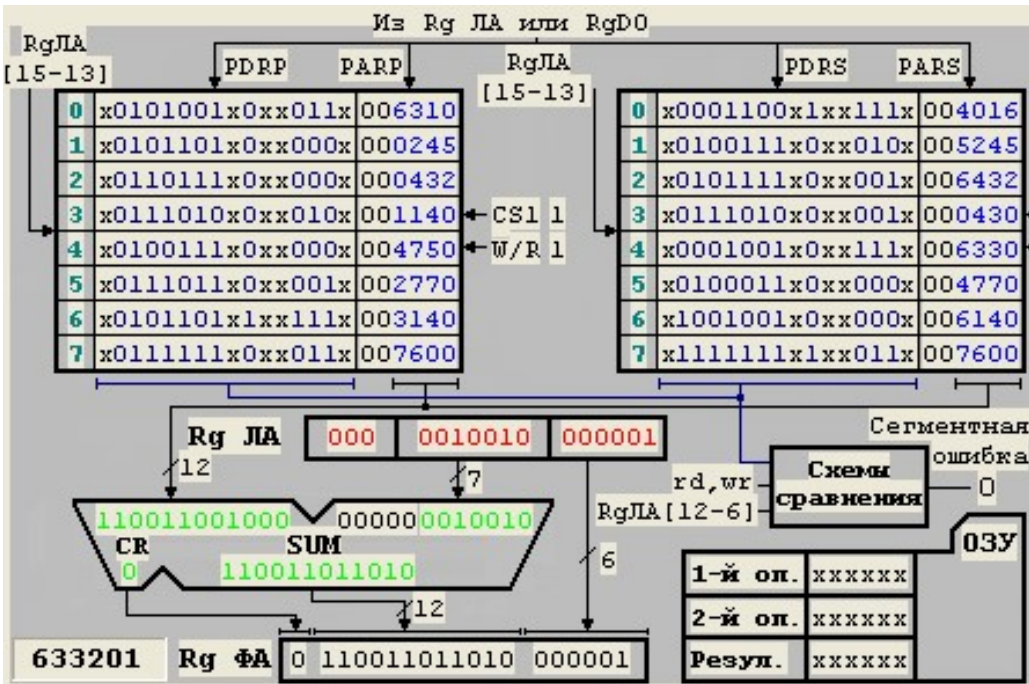 Из Rg ЛА или RgDO
RgЛА
[15-13]
PDRP PARP
RgЛА
[15-13]
PDRS PARS
0 x0101001x0xx011x 006310
1 x0101101x0xx000x 000245
2 x0110111x0xx000x 000432
3 x0111010x0xx010x 001140
4 x0100111x0xx000x 004750
5 x0111011x0xx001x 002770
6 x0101101x1xx111x 003140
7 x0111111x0xx011x 007600
CS1 1
W/R 1
0 x0001100x1xx111x 004016
1 x0100111x0xx010x 005245
2 x0101111x0xx001x 006432
3 x0111010x0xx001x 000430
4 x0001001x0xx111x 006330
5 x0100011x0xx000x 004770
6 x1001001x0xx000x 006140
7 x1111111x1xx011x 007600
Rg ЛА 000 0010010 000001
12
7
110011001000 000000010010
CR SUM
0 110011011010
12
6
633201 Rg ФА 0 110011011010 000001
Сегментная
ошибка
0
rd,wr
RgЛА[12-6]
Схемы
сравнения
ОЗУ
1-й оп. xxxxxx
2-й оп. xxxxxx
Резул. xxxxxx